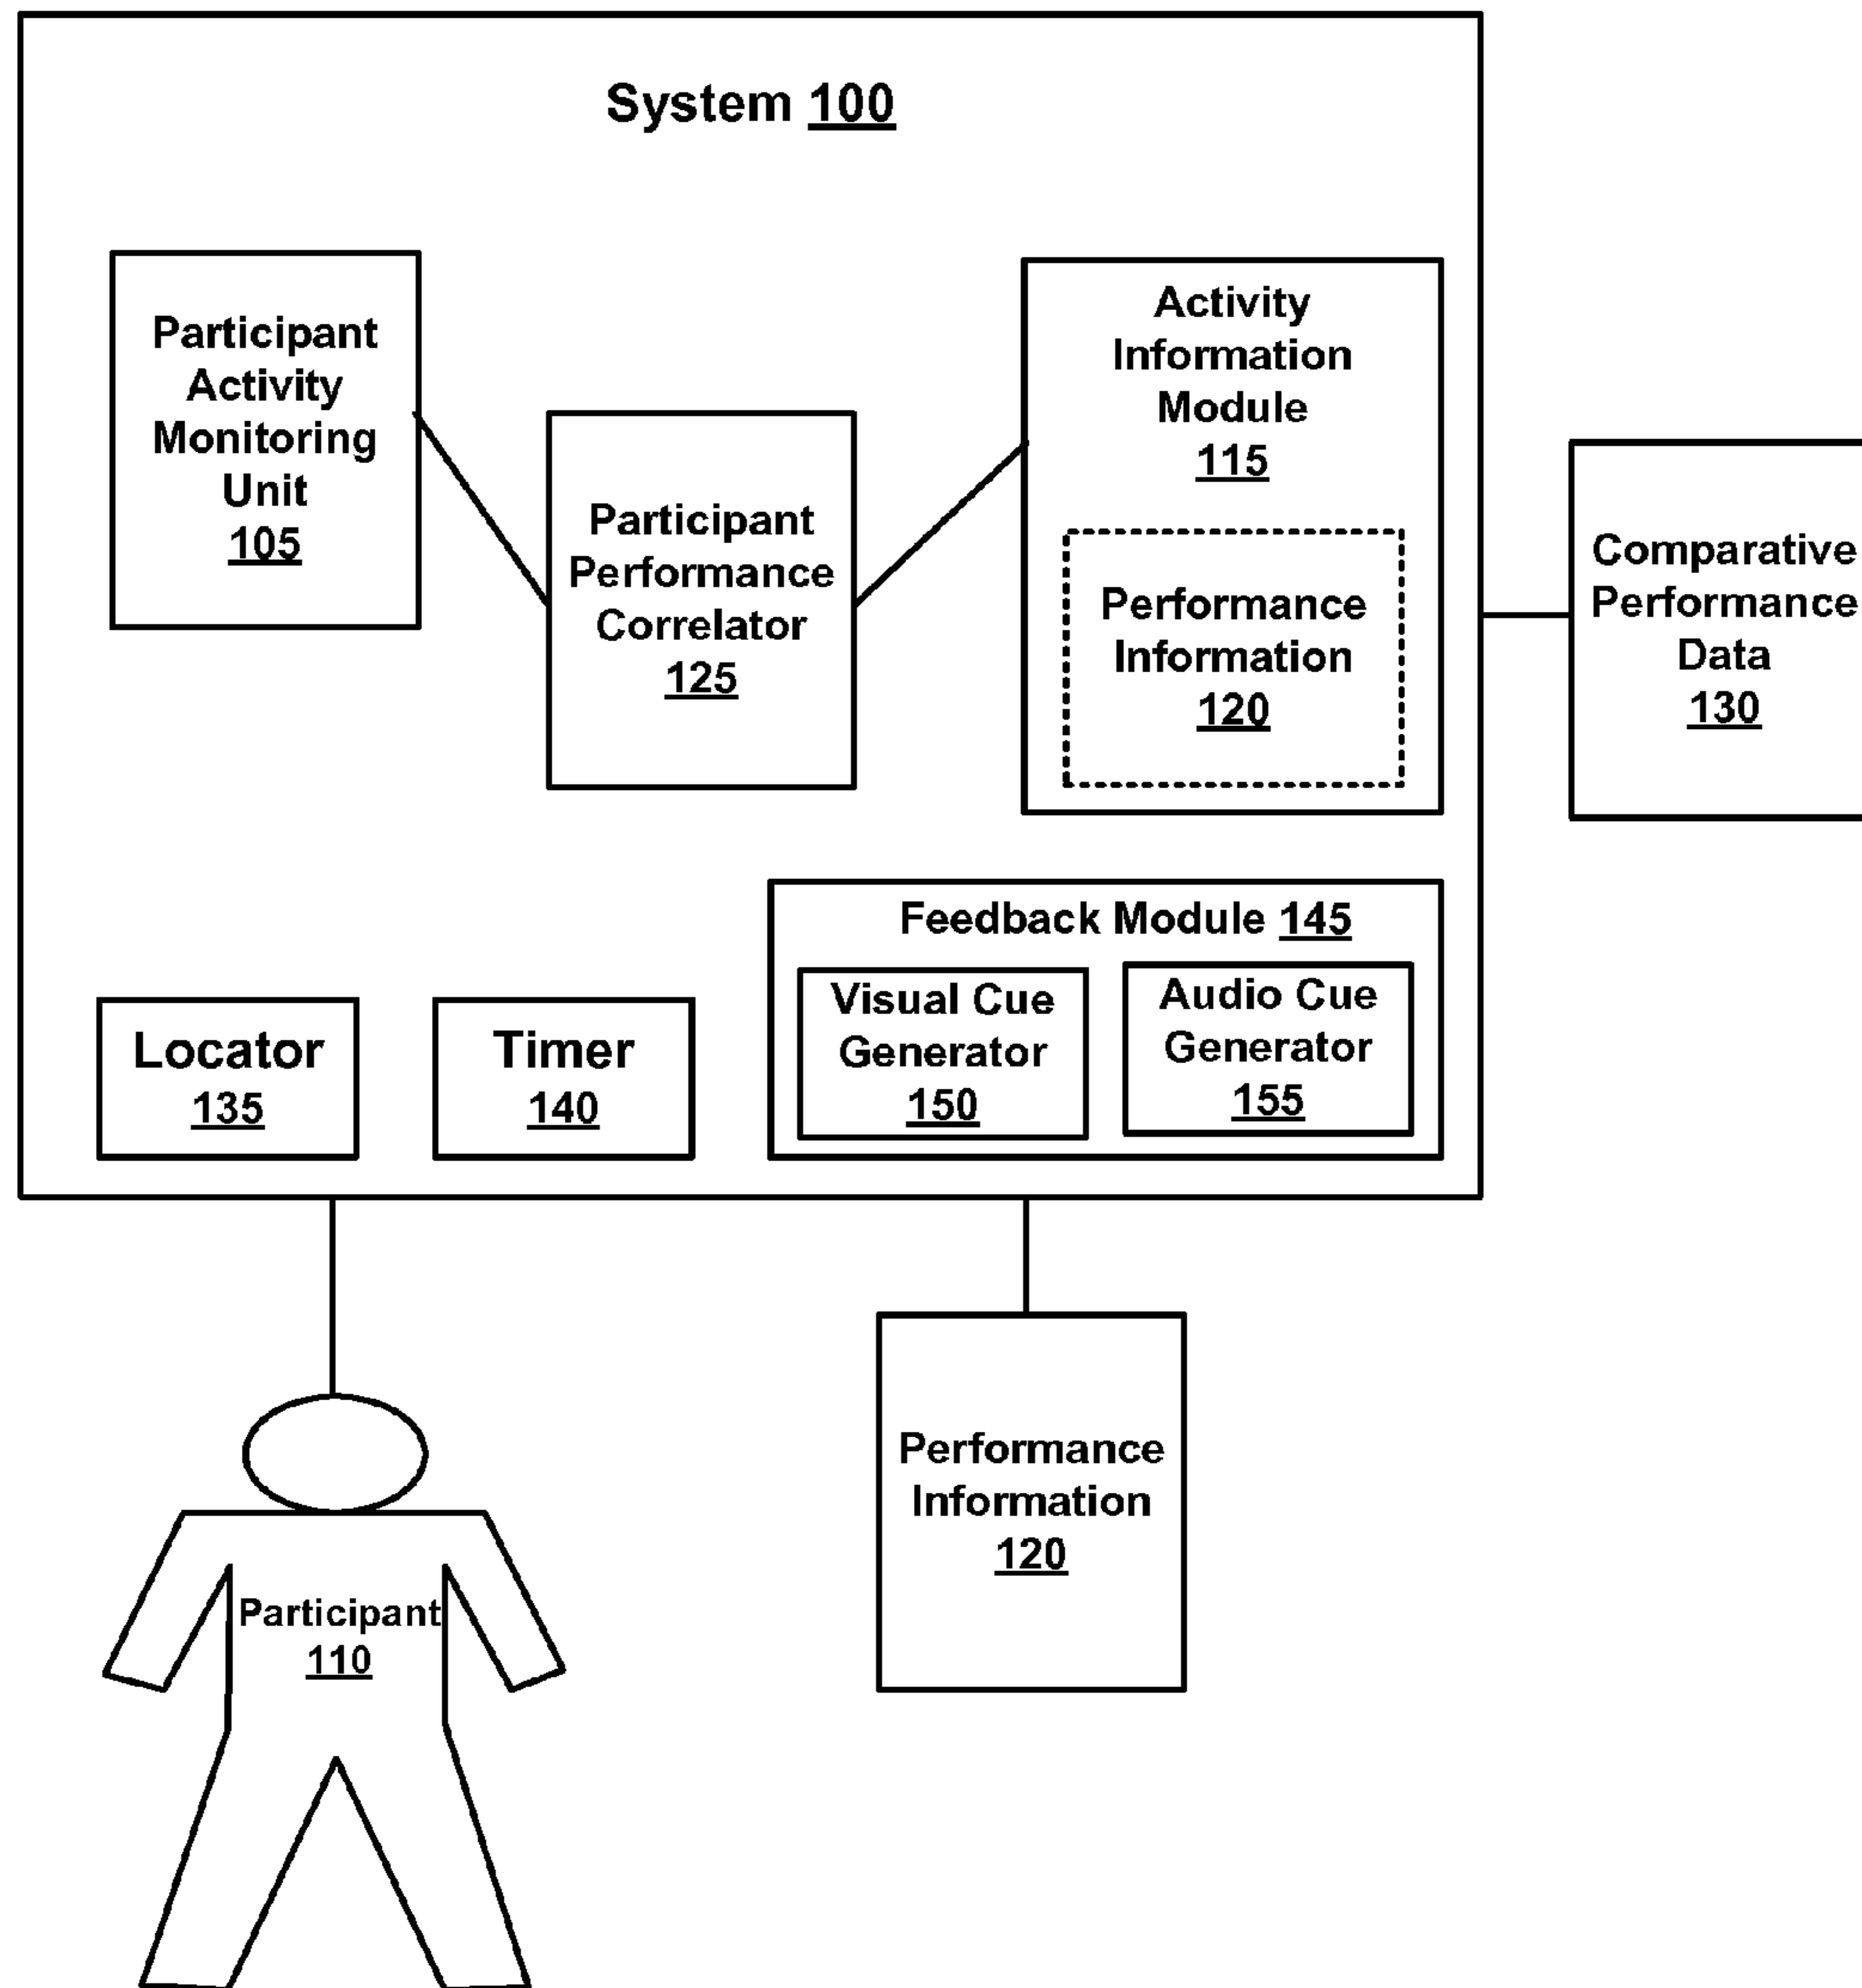 System 100
Participant
Activity
Monitoring
Unit
105
Participant
Performance
Correlator
125
Activity
Information
Module
115
Performance
Information
120
Comparative
Performance
Data
130
Feedback Module 145
Visual Cue
Generator
150
Audio Cue
Generator
155
Locator
135
Timer
140
Performance
Information
120
Participant
110